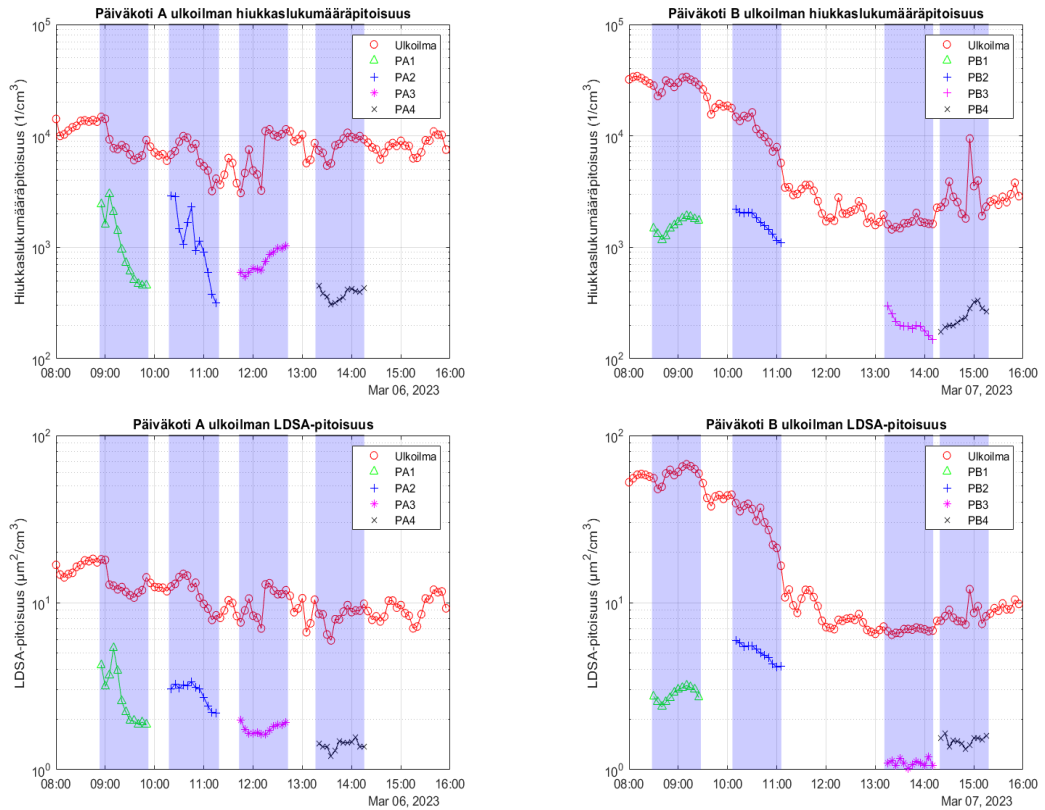 Päiväkoti A ulkoilman hiukkaslukumääräpitoisuus
Hiukkaslukumääräpitoisuus (1/cm³)
10⁵
10⁴
10³
10²
Ulkoilma
PA1
PA2
PA3
PA4
08:00 09:00 10:00 11:00 12:00 13:00 14:00 15:00 16:00
Mar 06, 2023
Päiväkoti B ulkoilman hiukkaslukumääräpitoisuus
Hiukkaslukumääräpitoisuus (1/cm³)
10⁵
10⁴
10³
10²
Ulkoilma
PB1
PB2
PB3
PB4
08:00 09:00 10:00 11:00 12:00 13:00 14:00 15:00 16:00
Mar 07, 2023
Päiväkoti A ulkoilman LDSA-pitoisuus
LDSA-pitoisuus (µm²/cm³)
10²
10¹
10⁰
Ulkoilma
PA1
PA2
PA3
PA4
08:00 09:00 10:00 11:00 12:00 13:00 14:00 15:00 16:00
Mar 06, 2023
Päiväkoti B ulkoilman LDSA-pitoisuus
LDSA-pitoisuus (µm²/cm³)
10²
10¹
10⁰
Ulkoilma
PB1
PB2
PB3
PB4
08:00 09:00 10:00 11:00 12:00 13:00 14:00 15:00 16:00
Mar 07, 2023